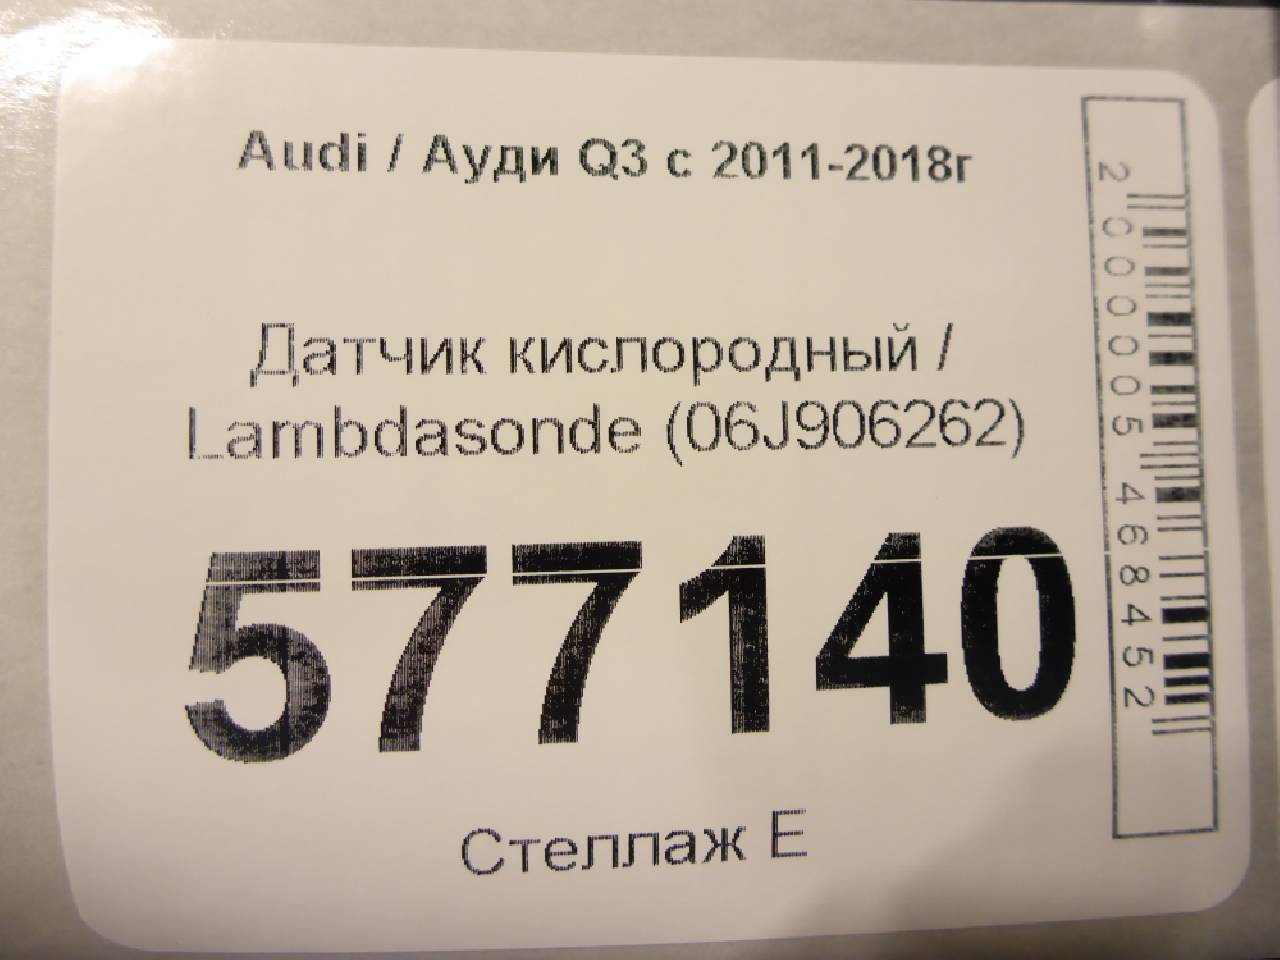 Audi / Ауди Q3 с 2011-2018г
Датчик кислородный /
Lambdasonde (06J906262)
577140
Стеллаж Е
2000005468452